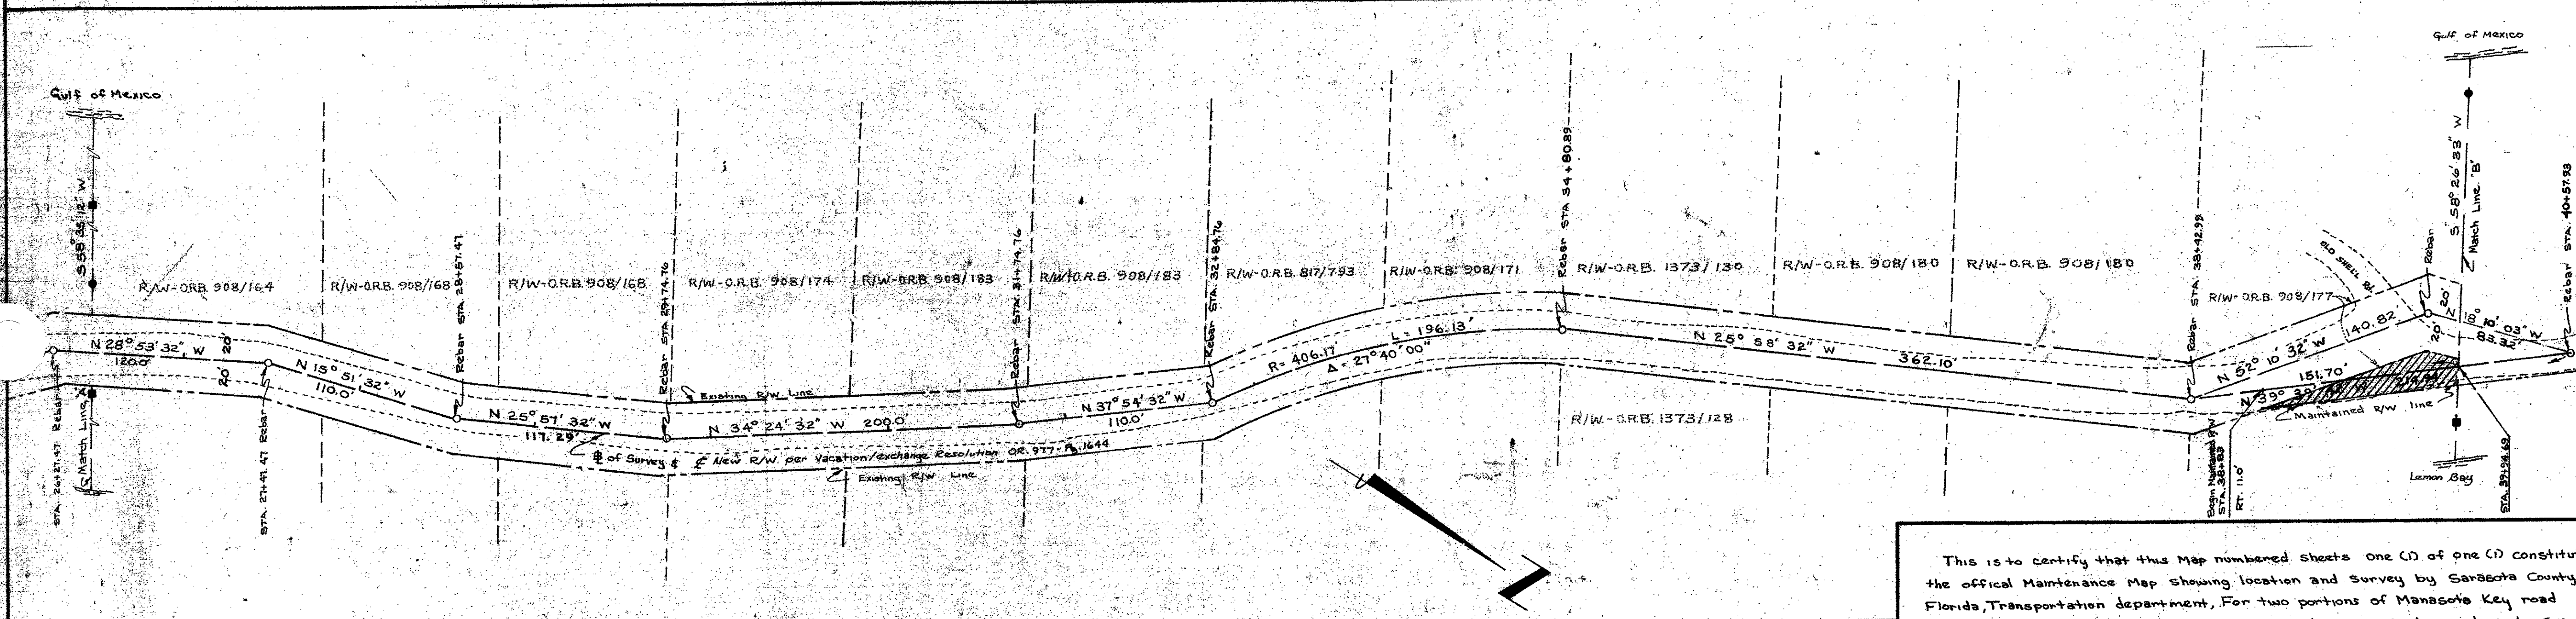 Gulf of Mexico
Gulf of Mexico
S 58° 35' 12" W
S 58° 26' 33" W
Match Line 'B'
Rebar STA. 28+57.47
Rebar STA 29+74.76
Rebar STA. 31+74.76
Rebar STA. 32+84.76
Rebar STA 34+80.89
Rebar STA. 38+42.99
Rebar
Rebar STA. 40+57.93
OLD SHELL Rd.
R/W-O.R.B. 908/164
R/W-O.R.B. 908/168
R/W-O.R.B. 908/168
R/W-O.R.B. 908/174
R/W-O.R.B. 908/183
R/W-O.R.B. 908/183
R/W-O.R.B. 817/793
R/W-O.R.B. 908/171
R/W-O.R.B. 1373/130
R/W-O.R.B. 908/180
R/W-O.R.B. 908/180
R/W-O.R.B. 908/177
N 28° 53' 32" W
120.0'
20'
20'
N 15° 51' 32" W
110.0'
N 25° 57' 32" W
117.29'
N 34° 24' 32" W 200.0'
N 37° 54' 32" W
110.0'
R= 406.17' L= 196.13'
Δ= 27° 40' 00"
N 25° 58' 32" W 362.10'
N 52° 10' 32" W 140.82'
151.70'
N 39°
20'
20'
N 18° 10' 03" W
83.32'
Existing R/W Line
of Survey & New R/W per Vacation/exchange Resolution OR. 977-Pg. 1644
Existing R/W Line
R/W-O.R.B. 1373/128
Maintained R/W line
STA. 26+21.47 Rebar
Match Line
STA. 27+41.47 Rebar
Begin Maintained R/W
STA. 38+83
RT. 11.0'
Lemon Bay
STA. 39+94.69
N
This is to certify that this Map numbered sheets one (1) of one (1) constitu
the offical Maintenance Map showing location and survey by Sarasota County
Florida, Transportation department, For two portions of Manasota Key road